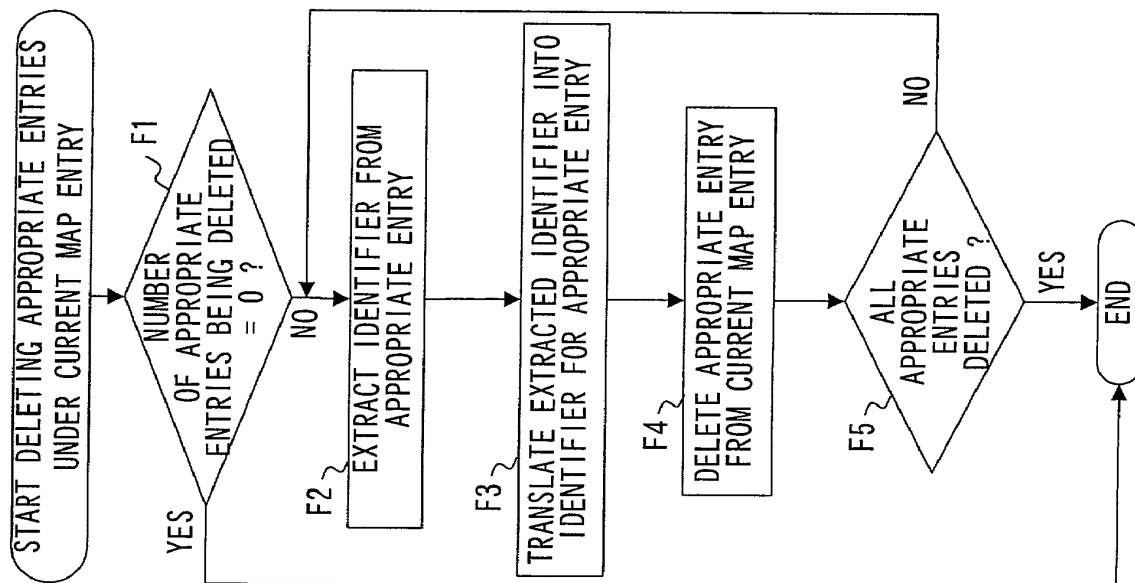 START DELETING APPROPRIATE ENTRIES
UNDER CURRENT MAP ENTRY
F1
NUMBER
OF APPROPRIATE
ENTRIES BEING DELETED
= 0 ?
YES
NO
F2
EXTRACT IDENTIFIER FROM
APPROPRIATE ENTRY
F3
TRANSLATE EXTRACTED IDENTIFIER INTO
IDENTIFIER FOR APPROPRIATE ENTRY
F4
DELETE APPROPRIATE ENTRY
FROM CURRENT MAP ENTRY
F5
ALL
APPROPRIATE
ENTRIES
DELETED ?
NO
YES
END